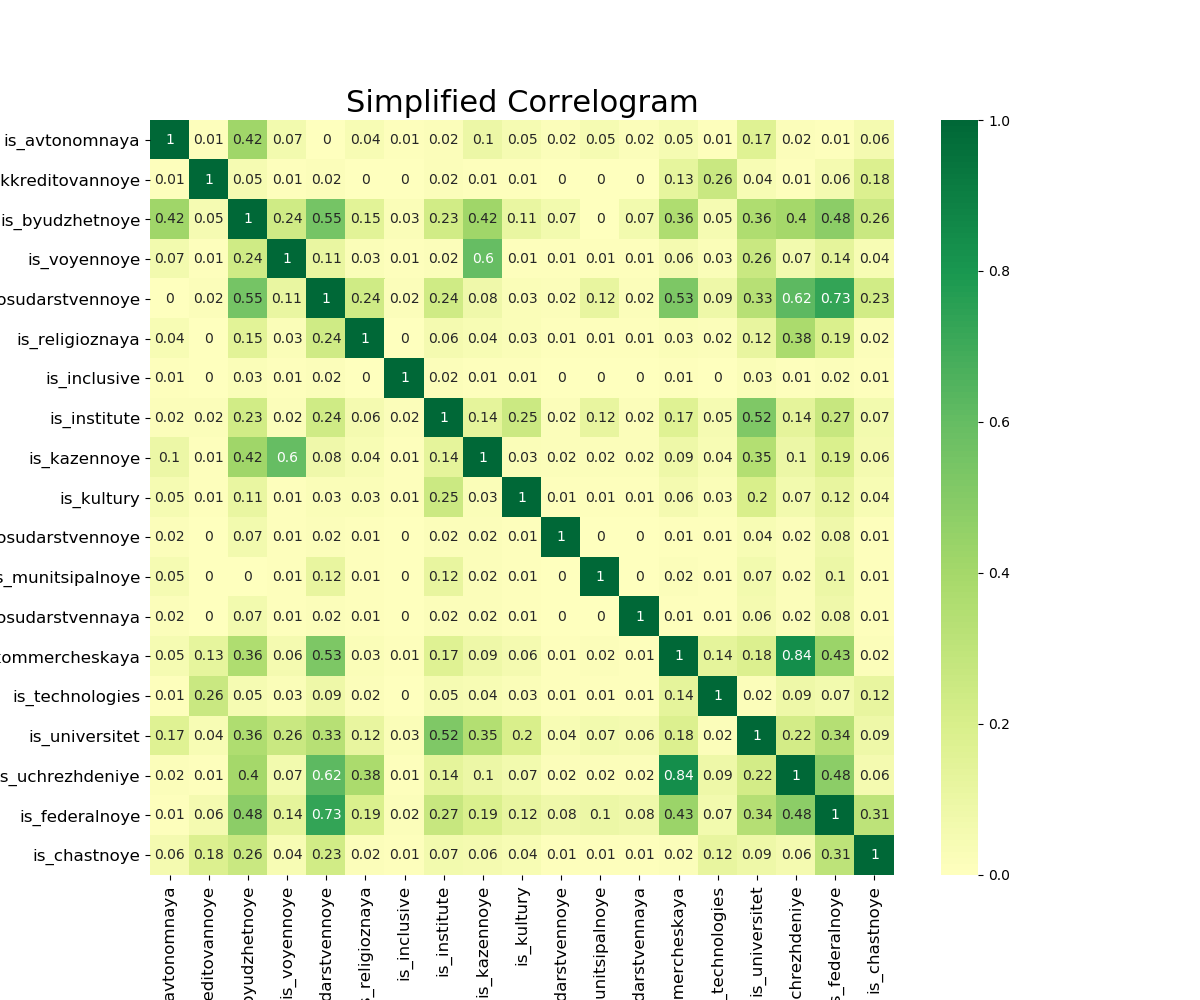 Simplified Correlogram
is_avtonomnaya 1 0.01 0.42 0.07 0 0.04 0.01 0.02 0.1 0.05 0.02 0.05 0.02 0.05 0.01 0.17 0.02 0.01 0.06
kkreditovannoye 0.01 1 0.05 0.01 0.02 0 0 0.02 0.01 0.01 0 0 0 0.13 0.26 0.04 0.01 0.06 0.18
is_byudzhetnoye 0.42 0.05 1 0.24 0.55 0.15 0.03 0.23 0.42 0.11 0.07 0 0.07 0.36 0.05 0.36 0.4 0.48 0.26
is_voyennoye 0.07 0.01 0.24 1 0.11 0.03 0.01 0.02 0.6 0.01 0.01 0.01 0.01 0.06 0.03 0.26 0.07 0.14 0.04
osudarstvennoye 0 0.02 0.55 0.11 1 0.24 0.02 0.24 0.08 0.03 0.02 0.12 0.02 0.53 0.09 0.33 0.62 0.73 0.23
is_religioznaya 0.04 0 0.15 0.03 0.24 1 0 0.06 0.04 0.03 0.01 0.01 0.01 0.03 0.02 0.12 0.38 0.19 0.02
is_inclusive 0.01 0 0.03 0.01 0.02 0 1 0.02 0.01 0.01 0 0 0 0.01 0 0.03 0.01 0.02 0.01
is_institute 0.02 0.02 0.23 0.02 0.24 0.06 0.02 1 0.14 0.25 0.02 0.12 0.02 0.17 0.05 0.52 0.14 0.27 0.07
is_kazennoye 0.1 0.01 0.42 0.6 0.08 0.04 0.01 0.14 1 0.03 0.02 0.02 0.02 0.09 0.04 0.35 0.1 0.19 0.06
is_kultury 0.05 0.01 0.11 0.01 0.03 0.03 0.01 0.25 0.03 1 0.01 0.01 0.01 0.06 0.03 0.2 0.07 0.12 0.04
osudarstvennoye 0.02 0 0.07 0.01 0.02 0.01 0 0.02 0.02 0.01 1 0 0 0.01 0.01 0.04 0.02 0.08 0.01
s_munitsipalnoye 0.05 0 0 0.01 0.12 0.01 0 0.12 0.02 0.01 0 1 0 0.02 0.01 0.07 0.02 0.1 0.01
osudarstvennaya 0.02 0 0.07 0.01 0.02 0.01 0 0.02 0.02 0.01 0 0 1 0.01 0.01 0.06 0.02 0.08 0.01
kommercheskaya 0.05 0.13 0.36 0.06 0.53 0.03 0.01 0.17 0.09 0.06 0.01 0.02 0.01 1 0.14 0.18 0.84 0.43 0.02
is_technologies 0.01 0.26 0.05 0.03 0.09 0.02 0 0.05 0.04 0.03 0.01 0.01 0.01 0.14 1 0.02 0.09 0.07 0.12
is_universitet 0.17 0.04 0.36 0.26 0.33 0.12 0.03 0.52 0.35 0.2 0.04 0.07 0.06 0.18 0.02 1 0.22 0.34 0.09
s_uchrezhdeniye 0.02 0.01 0.4 0.07 0.62 0.38 0.01 0.14 0.1 0.07 0.02 0.02 0.02 0.84 0.09 0.22 1 0.48 0.06
is_federalnoye 0.01 0.06 0.48 0.14 0.73 0.19 0.02 0.27 0.19 0.12 0.08 0.1 0.08 0.43 0.07 0.34 0.48 1 0.31
is_chastnoye 0.06 0.18 0.26 0.04 0.23 0.02 0.01 0.07 0.06 0.04 0.01 0.01 0.01 0.02 0.12 0.09 0.06 0.31 1
avtonomnaya
editovannoye
byudzhetnoye
is_voyennoye
darstvennoye
s_religioznaya
is_inclusive
is_institute
is_kazennoye
is_kultury
darstvennoye
unitsipalnoye
darstvennaya
mercheskaya
_technologies
is_universitet
chrezhdeniye
s_federalnoye
is_chastnoye
1.0
0.8
0.6
0.4
0.2
0.0